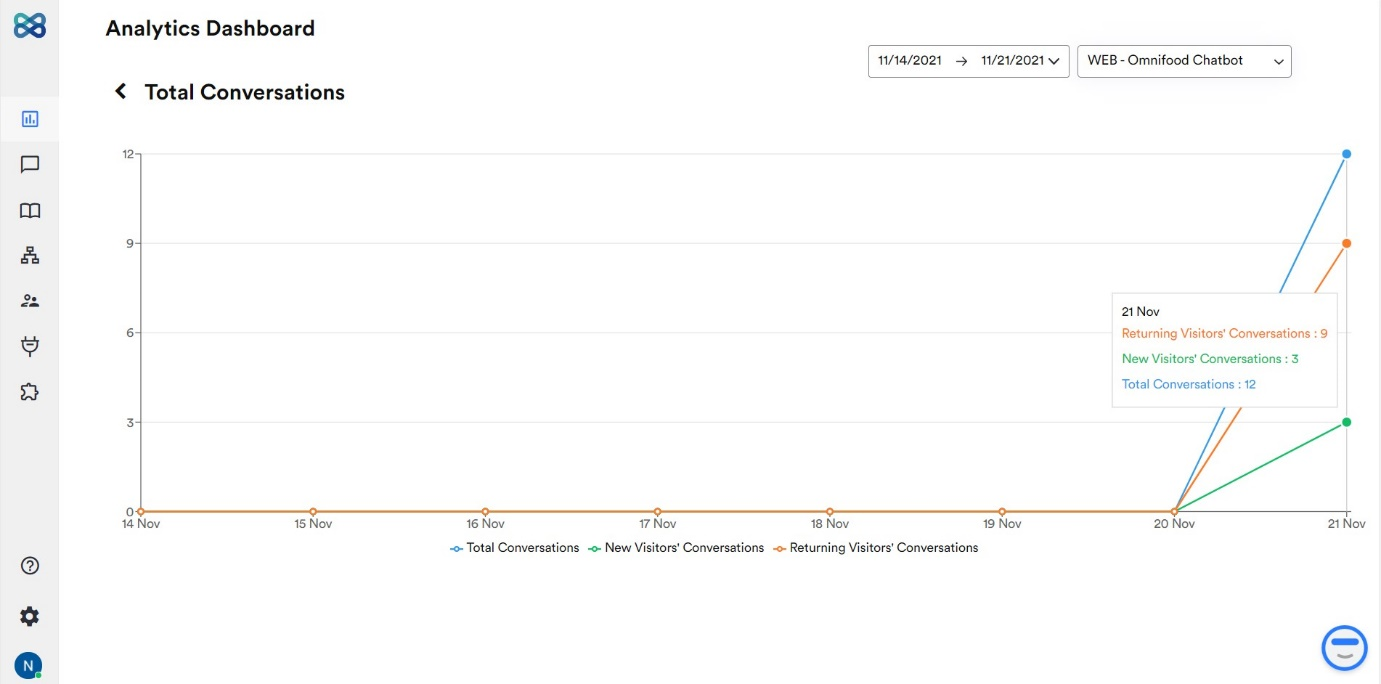 Analytics Dashboard
11/14/2021 → 11/21/2021
WEB - Omnifood Chatbot
Total Conversations
12
9
6
3
0
21 Nov
Returning Visitors' Conversations : 9
New Visitors' Conversations : 3
Total Conversations : 12
14 Nov 15 Nov 16 Nov 17 Nov 18 Nov 19 Nov 20 Nov 21 Nov
Total Conversations New Visitors' Conversations Returning Visitors' Conversations
N